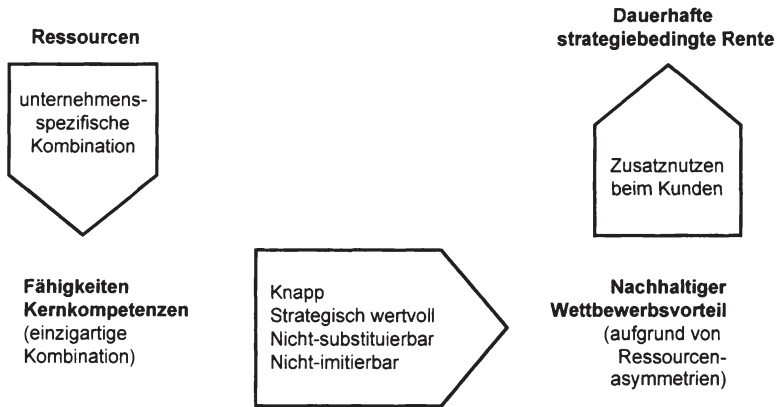 Ressourcen
unternehmens-
spezifische
Kombination
Fähigkeiten
Kernkompetenzen
(einzigartige
Kombination)
Knapp
Strategisch wertvoll
Nicht-substituierbar
Nicht-imitierbar
Dauerhafte
strategiebedingte Rente
Zusatznutzen
beim Kunden
Nachhaltiger
Wettbewerbsvorteil
(aufgrund von
Ressourcen-
asymmetrien)